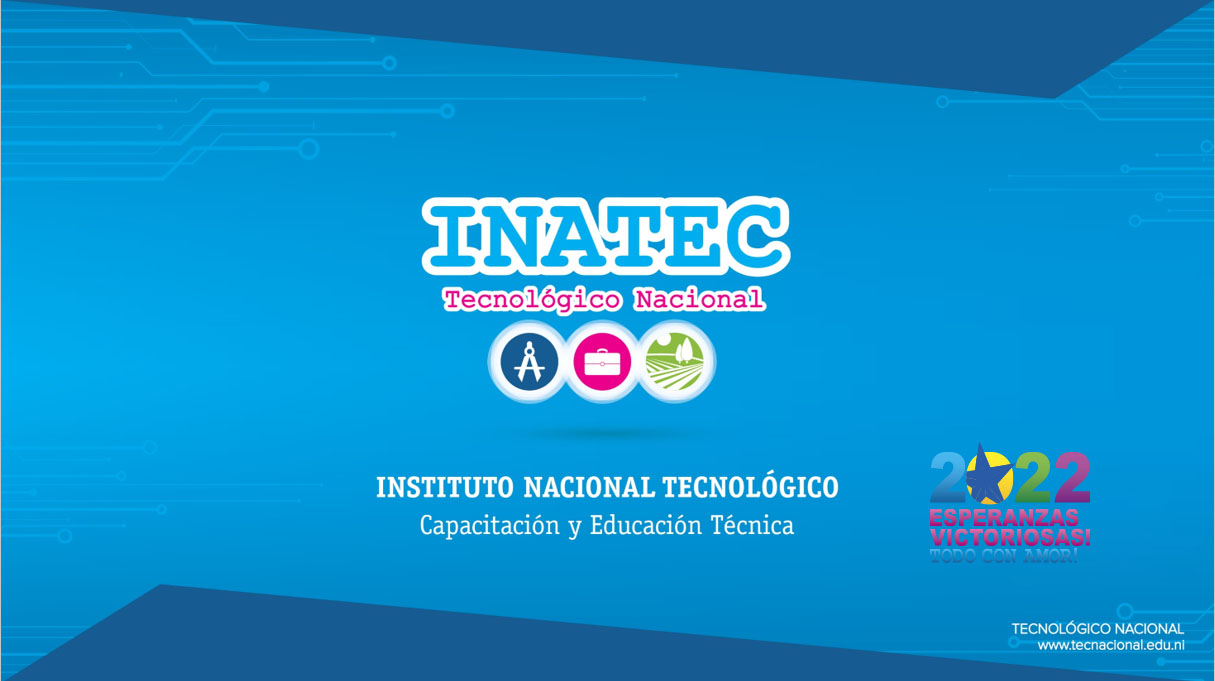 INATEC
Tecnológico Nacional
INSTITUTO NACIONAL TECNOLÓGICO
Capacitación y Educación Técnica
2022
ESPERANZAS
VICTORIOSAS!
TODO CON AMOR!
TECNOLÓGICO NACIONAL
www.tecnacional.edu.ni